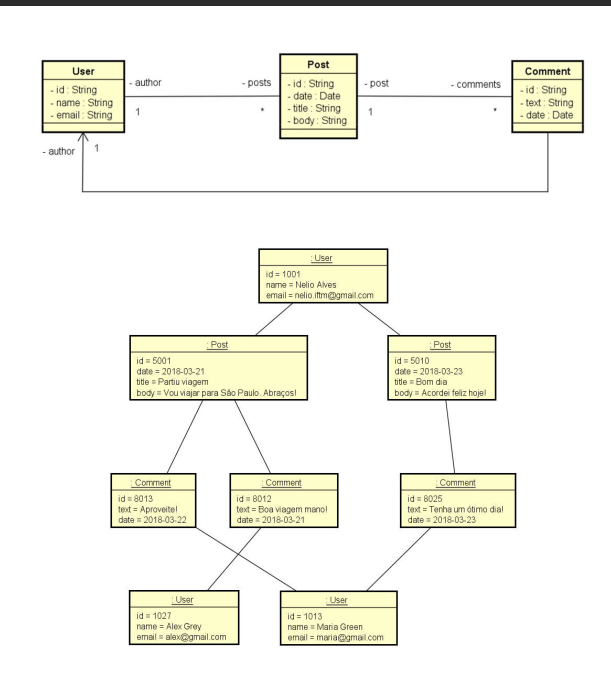 User
- id : String
- name : String
- email : String
- author
1
- posts
*
Post
- id : String
- date : Date
- title : String
- body : String
- post
1
- comments
*
Comment
- id : String
- text : String
- date : Date
- author
1
: User
id = 1001
name = Nelio Alves
email = nelio.iftm@gmail.com
: Post
id = 5001
date = 2018-03-21
title = Partiu viagem
body = Vou viajar para São Paulo. Abraços!
: Post
id = 5010
date = 2018-03-23
title = Bom dia
body = Acordei feliz hoje!
: Comment
id = 8013
text = Aproveite!
date = 2018-03-22
: Comment
id = 8012
text = Boa viagem mano!
date = 2018-03-21
: Comment
id = 8025
text = Tenha um ótimo dia!
date = 2018-03-23
: User
id = 1027
name = Alex Grey
email = alex@gmail.com
: User
id = 1013
name = Maria Green
email = maria@gmail.com